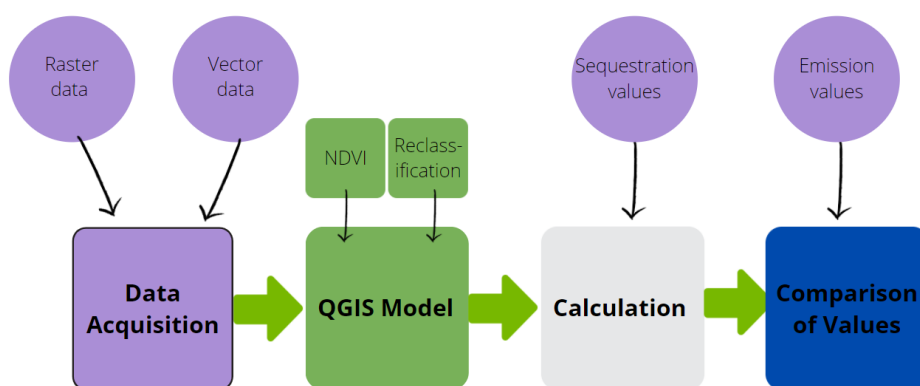 Raster
data
Vector
data
Sequestration
values
Emission
values
NDVI
Reclass-
ification
Data
Acquisition
QGIS Model
Calculation
Comparison
of Values